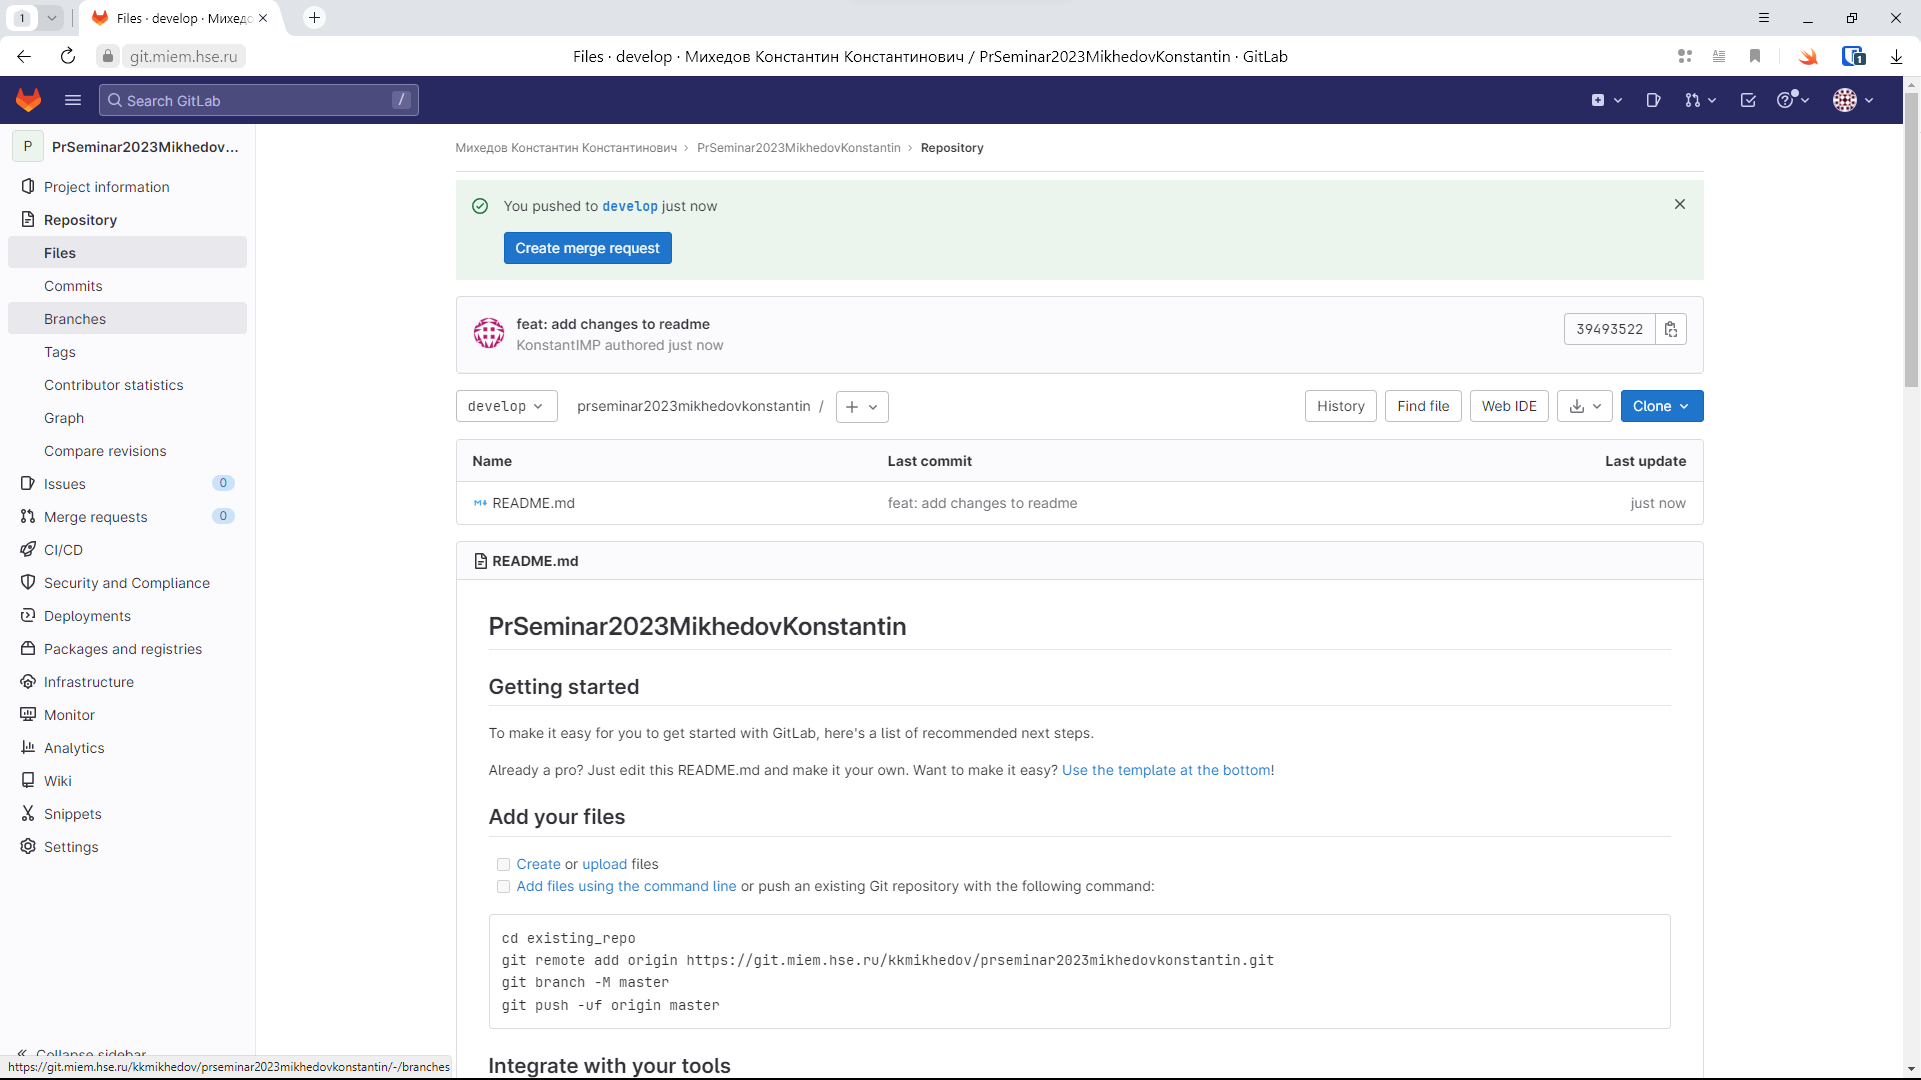 1
Files · develop · Михедо
git.miem.hse.ru
Files · develop · Михедов Константин Константинович / PrSeminar2023MikhedovKonstantin · GitLab
1
Search GitLab
/
P
PrSeminar2023Mikhedov...
Project information
Repository
Files
Commits
Branches
Tags
Contributor statistics
Graph
Compare revisions
Issues 0
Merge requests 0
CI/CD
Security and Compliance
Deployments
Packages and registries
Infrastructure
Monitor
Analytics
Wiki
Snippets
Settings
Collapse sidebar
https://git.miem.hse.ru/kkmikhedov/prseminar2023mikhedovkonstantin/-/branches
Михедов Константин Константинович › PrSeminar2023MikhedovKonstantin › Repository
You pushed to develop just now
Create merge request
feat: add changes to readme
KonstantIMP authored just now
39493522
develop
prseminar2023mikhedovkonstantin /
History
Find file
Web IDE
Clone
Name Last commit Last update
README.md feat: add changes to readme just now
README.md
PrSeminar2023MikhedovKonstantin
Getting started
To make it easy for you to get started with GitLab, here's a list of recommended next steps.
Already a pro? Just edit this README.md and make it your own. Want to make it easy? Use the template at the bottom!
Add your files
Create or upload files
Add files using the command line or push an existing Git repository with the following command:
cd existing_repo
git remote add origin https://git.miem.hse.ru/kkmikhedov/prseminar2023mikhedovkonstantin.git
git branch -M master
git push -uf origin master
Integrate with your tools